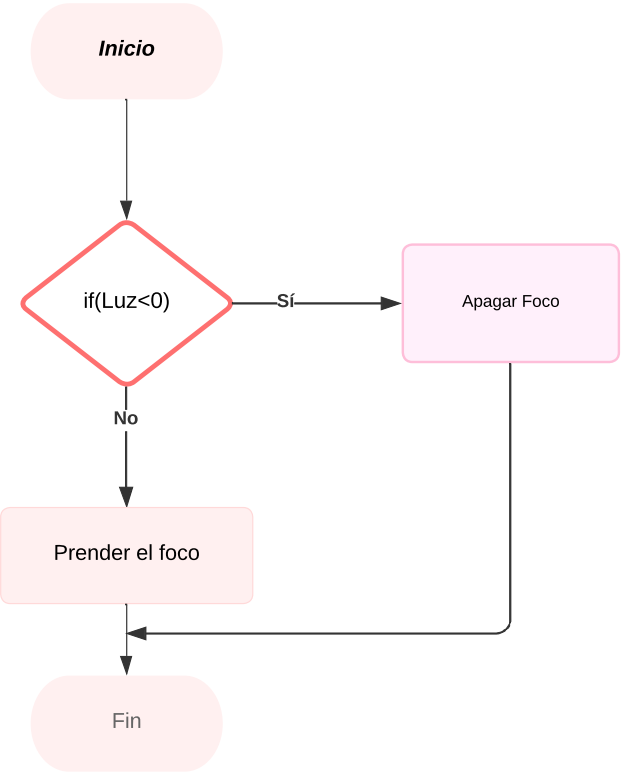 Inicio
if(Luz<0)
Sí
Apagar Foco
No
Prender el foco
Fin